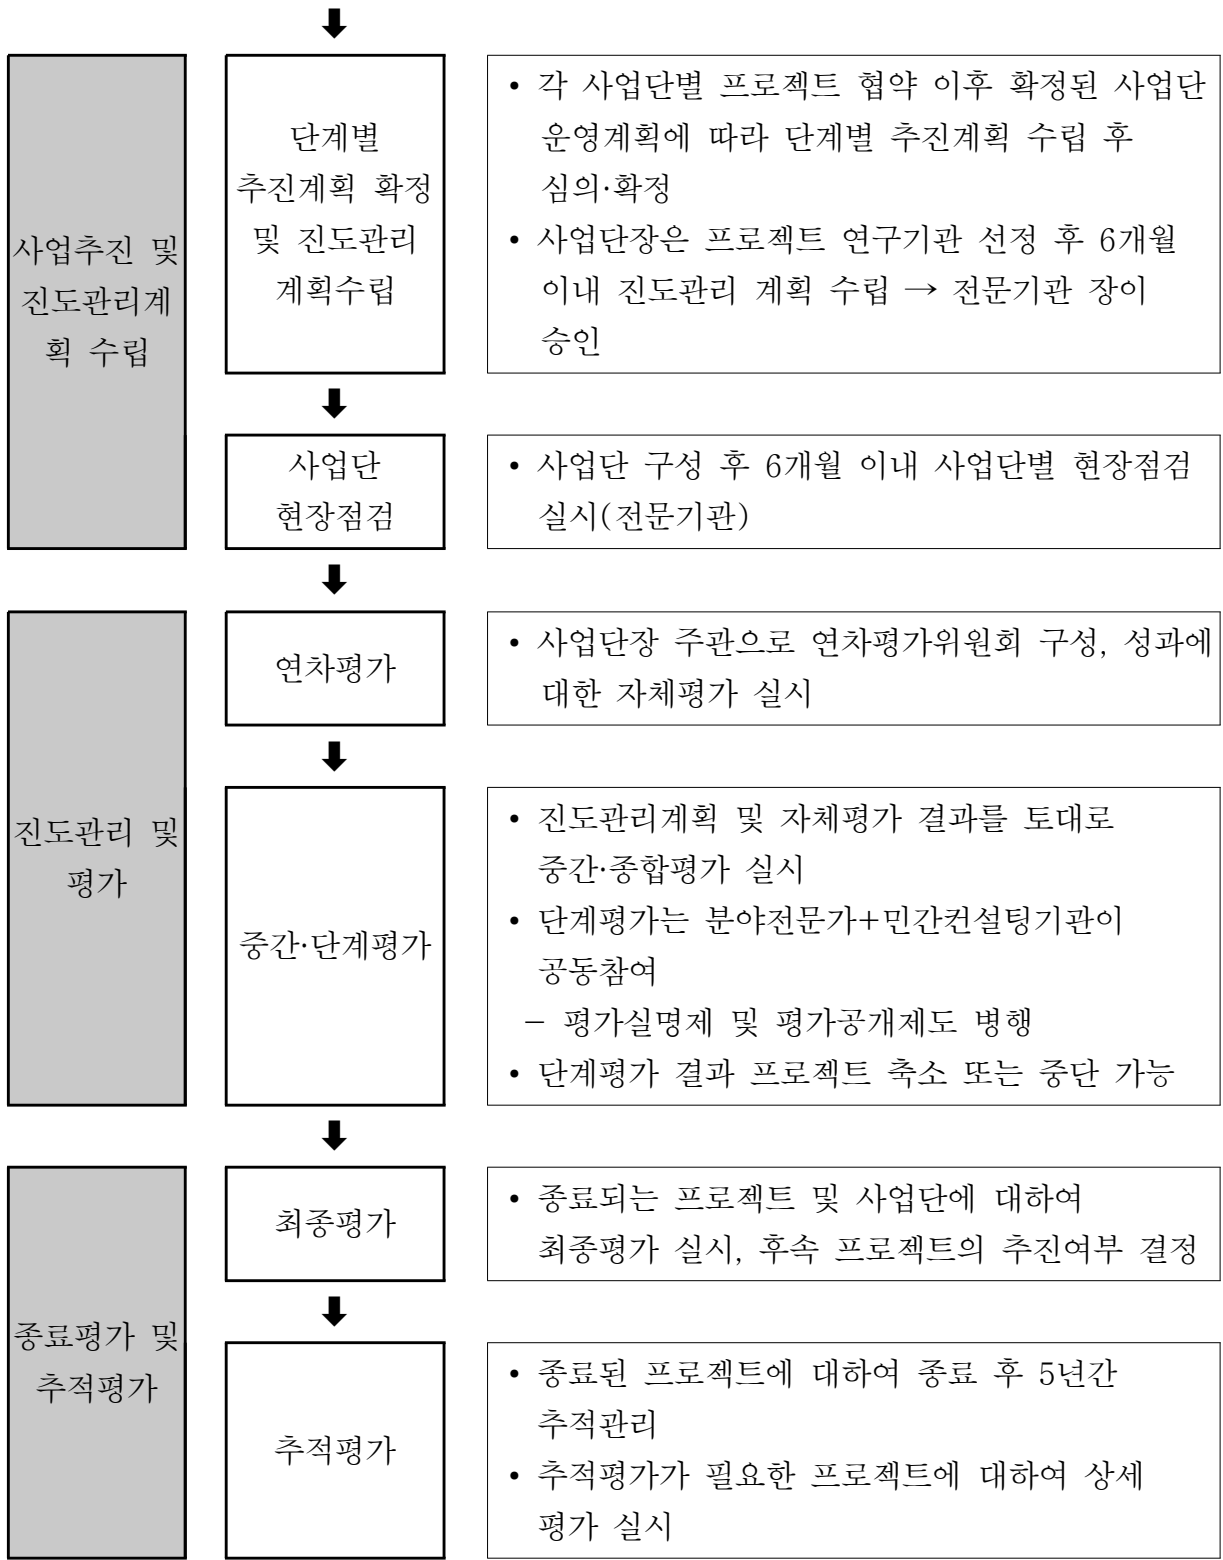 사업추진 및
진도관리계
획 수립
단계별
추진계획 확정
및 진도관리
계획수립
• 각 사업단별 프로젝트 협약 이후 확정된 사업단
운영계획에 따라 단계별 추진계획 수립 후
심의·확정
• 사업단장은 프로젝트 연구기관 선정 후 6개월
이내 진도관리 계획 수립 → 전문기관 장이
승인
사업단
현장점검
• 사업단 구성 후 6개월 이내 사업단별 현장점검
실시(전문기관)
진도관리 및
평가
연차평가
• 사업단장 주관으로 연차평가위원회 구성, 성과에
대한 자체평가 실시
중간·단계평가
• 진도관리계획 및 자체평가 결과를 토대로
중간·종합평가 실시
• 단계평가는 분야전문가+민간컨설팅기관이
공동참여
- 평가실명제 및 평가공개제도 병행
• 단계평가 결과 프로젝트 축소 또는 중단 가능
종료평가 및
추적평가
최종평가
• 종료되는 프로젝트 및 사업단에 대하여
최종평가 실시, 후속 프로젝트의 추진여부 결정
추적평가
• 종료된 프로젝트에 대하여 종료 후 5년간
추적관리
• 추적평가가 필요한 프로젝트에 대하여 상세
평가 실시